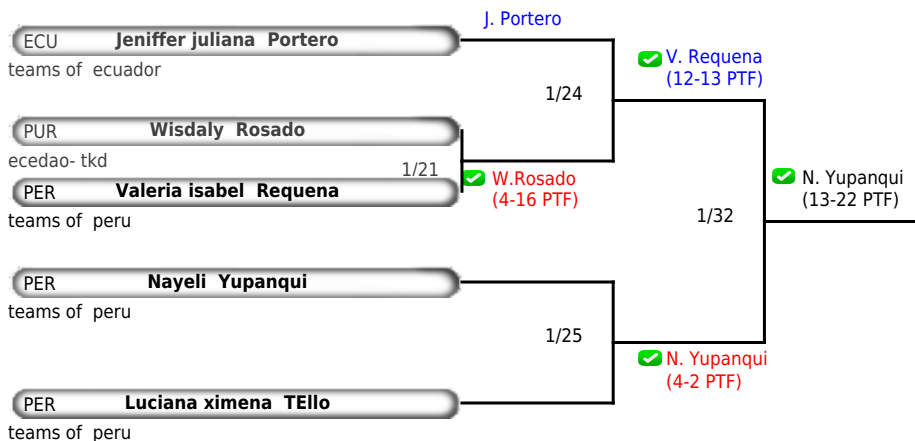 J. Portero
ECU Jeniffer juliana Portero
teams of ecuador
V. Requena
(12-13 PTF)
1/24
PUR Wisdaly Rosado
ecedao- tkd
1/21
W.Rosado
(4-16 PTF)
PER Valeria isabel Requena
teams of peru
N. Yupanqui
(13-22 PTF)
1/32
PER Nayeli Yupanqui
teams of peru
1/25
N. Yupanqui
(4-2 PTF)
PER Luciana ximena TEllo
teams of peru